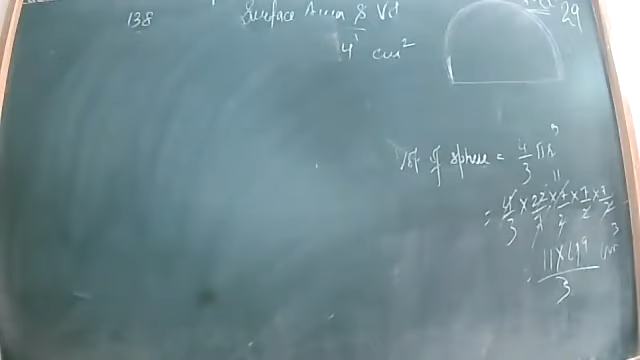 138 Surface Area & Vol 29
4 cm²
Vol of sphere = 4/3 πr³
= 4/3 × 22/7 × 7/2 × 7/2 × 7/2
= 11×49/3